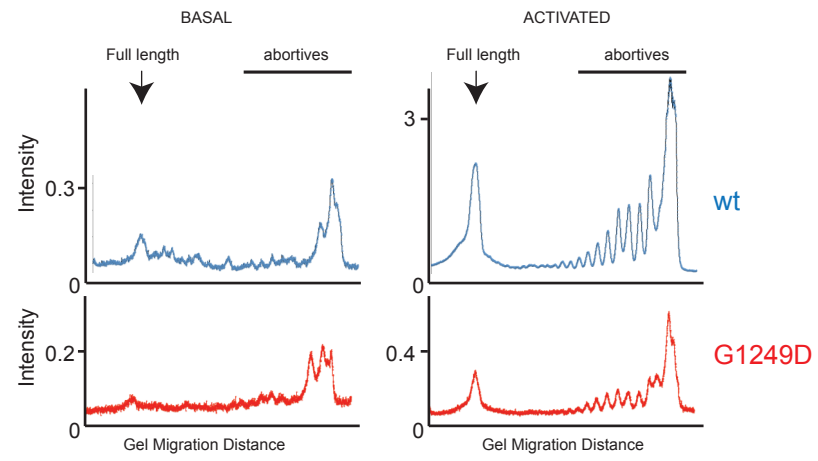 BASAL
ACTIVATED
Full length
abortives
Full length
abortives
Intensity
0.3
0
3
0
wt
Intensity
0.2
0
0.4
0
G1249D
Gel Migration Distance
Gel Migration Distance